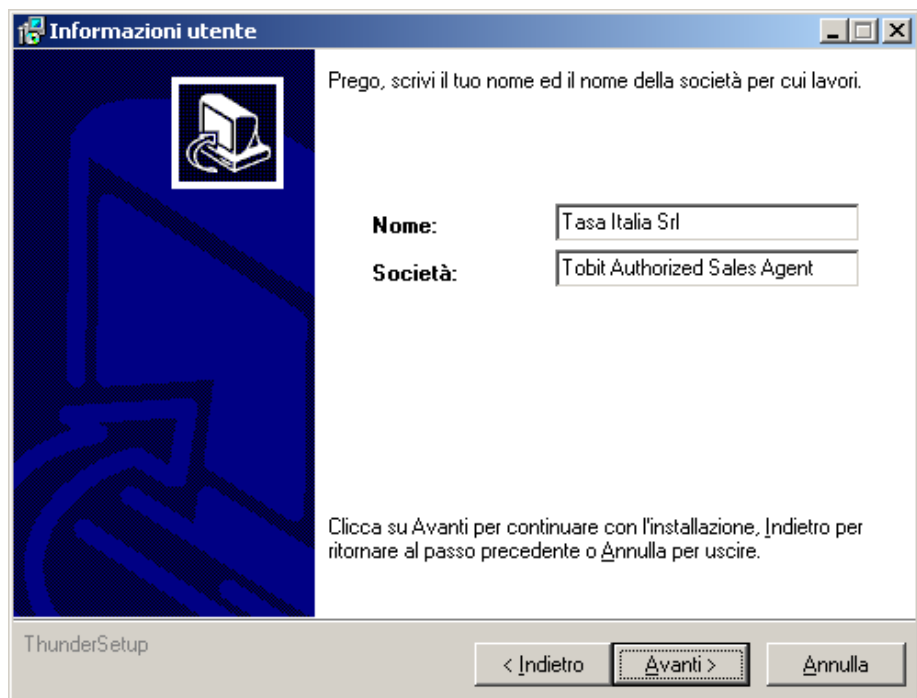 Informazioni utente
Prego, scrivi il tuo nome ed il nome della società per cui lavori.
Nome: Tasa Italia Srl
Società: Tobit Authorized Sales Agent
Clicca su Avanti per continuare con l'installazione, Indietro per
ritornare al passo precedente o Annulla per uscire.
ThunderSetup
< Indietro Avanti > Annulla